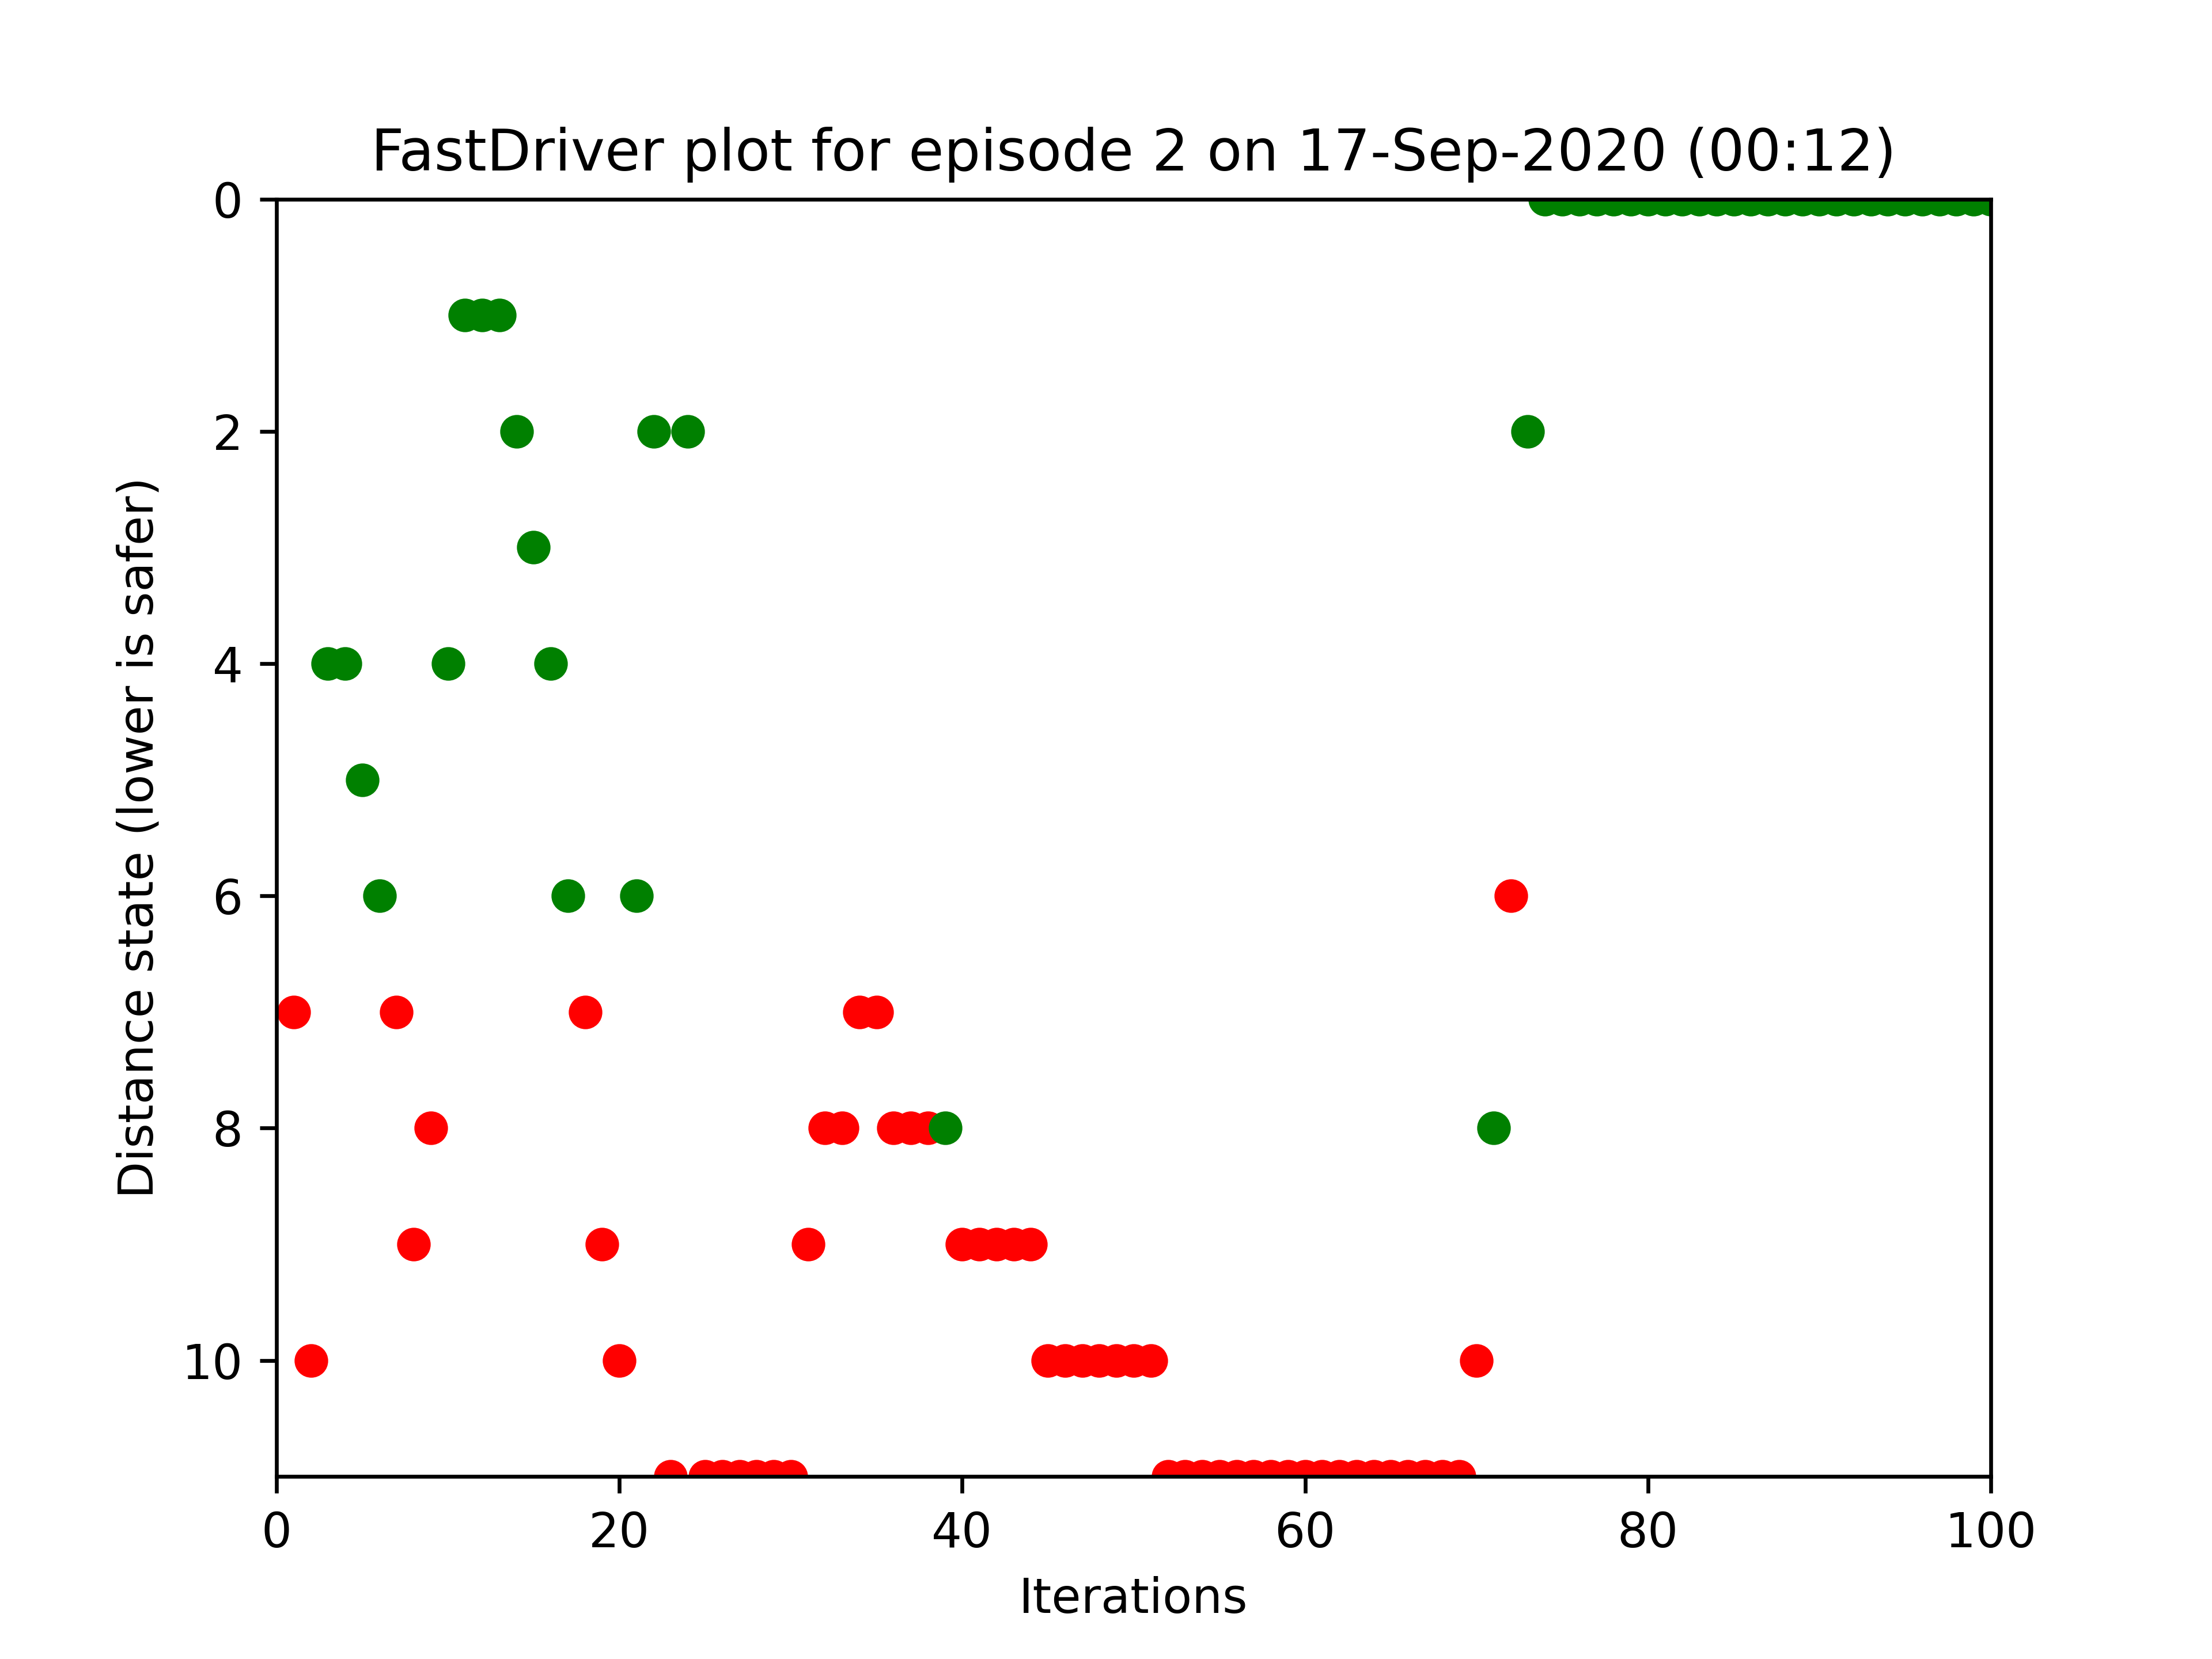 FastDriver plot for episode 2 on 17-Sep-2020 (00:12)
0
2
4
6
8
10
Distance state (lower is safer)
0 20 40 60 80 100
Iterations